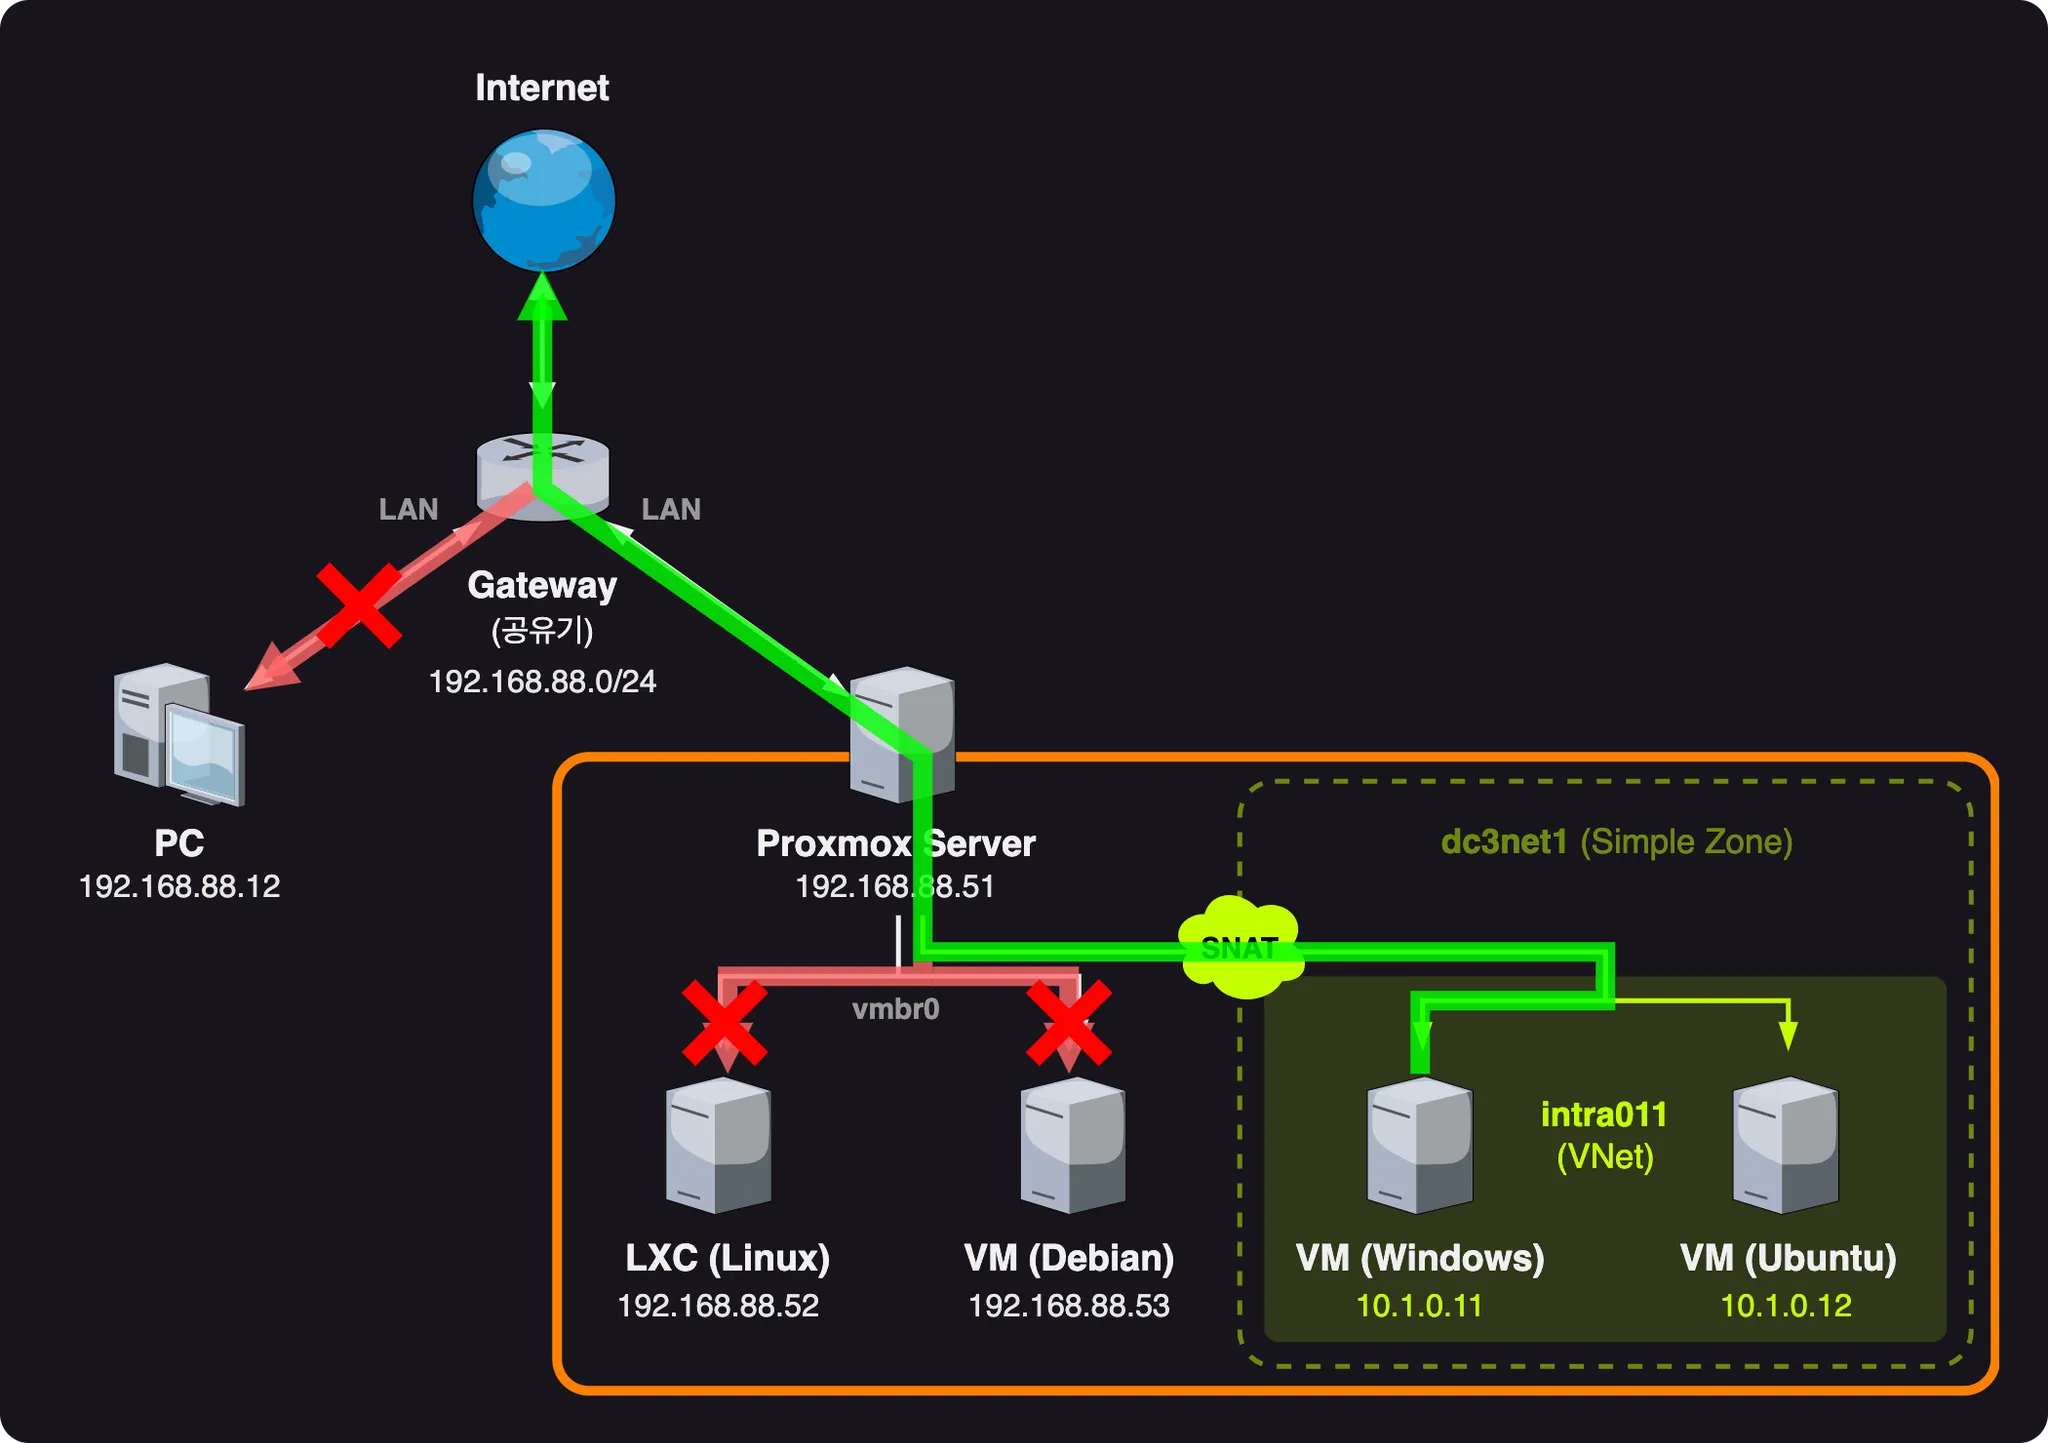 Internet
LAN
LAN
Gateway
(공유기)
192.168.88.0/24
PC
192.168.88.12
Proxmox Server
192.168.88.51
dc3net1 (Simple Zone)
SNAT
vmbr0
intra011
(VNet)
LXC (Linux)
192.168.88.52
VM (Debian)
192.168.88.53
VM (Windows)
10.1.0.11
VM (Ubuntu)
10.1.0.12